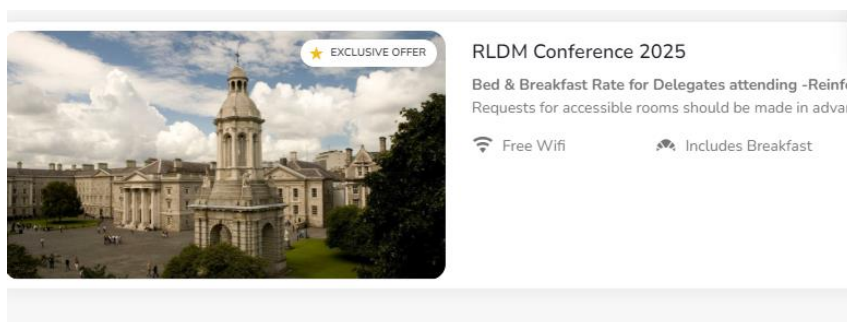 EXCLUSIVE OFFER
RLDM Conference 2025
Bed & Breakfast Rate for Delegates attending -Reinf
Requests for accessible rooms should be made in adva
Free Wifi
Includes Breakfast